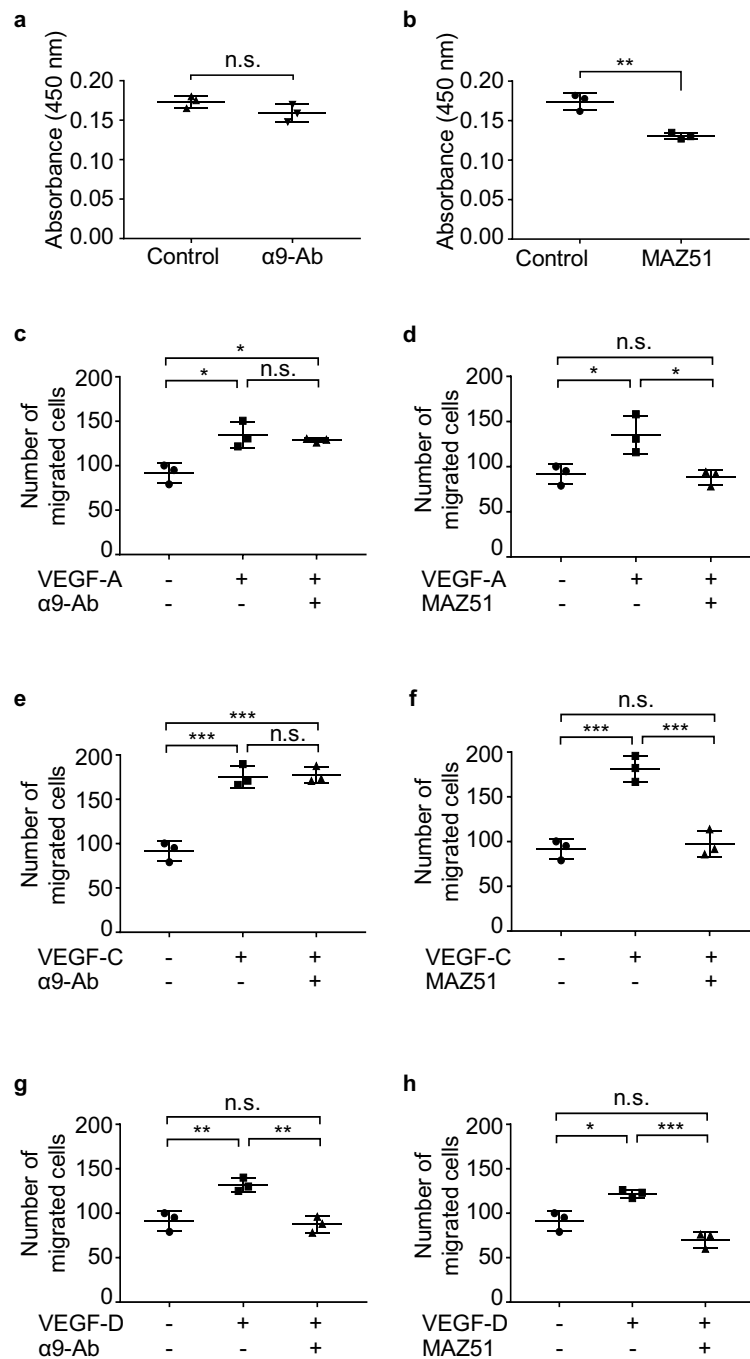 a
n.s.
Absorbance (450 nm)
0.20
0.15
0.10
0.05
0.00
Control α9-Ab
b
**
Absorbance (450 nm)
0.20
0.15
0.10
0.05
0.00
Control MAZ51
c
*
* n.s.
Number of
migrated cells
200
150
100
50
0
VEGF-A - + +
α9-Ab - - +
d
n.s.
* *
Number of
migrated cells
200
150
100
50
0
VEGF-A - + +
MAZ51 - - +
e
***
*** n.s.
Number of
migrated cells
200
150
100
50
0
VEGF-C - + +
α9-Ab - - +
f
n.s.
*** ***
Number of
migrated cells
200
150
100
50
0
VEGF-C - + +
MAZ51 - - +
g
n.s.
** **
Number of
migrated cells
200
150
100
50
0
VEGF-D - + +
α9-Ab - - +
h
n.s.
* ***
Number of
migrated cells
200
150
100
50
0
VEGF-D - + +
MAZ51 - - +